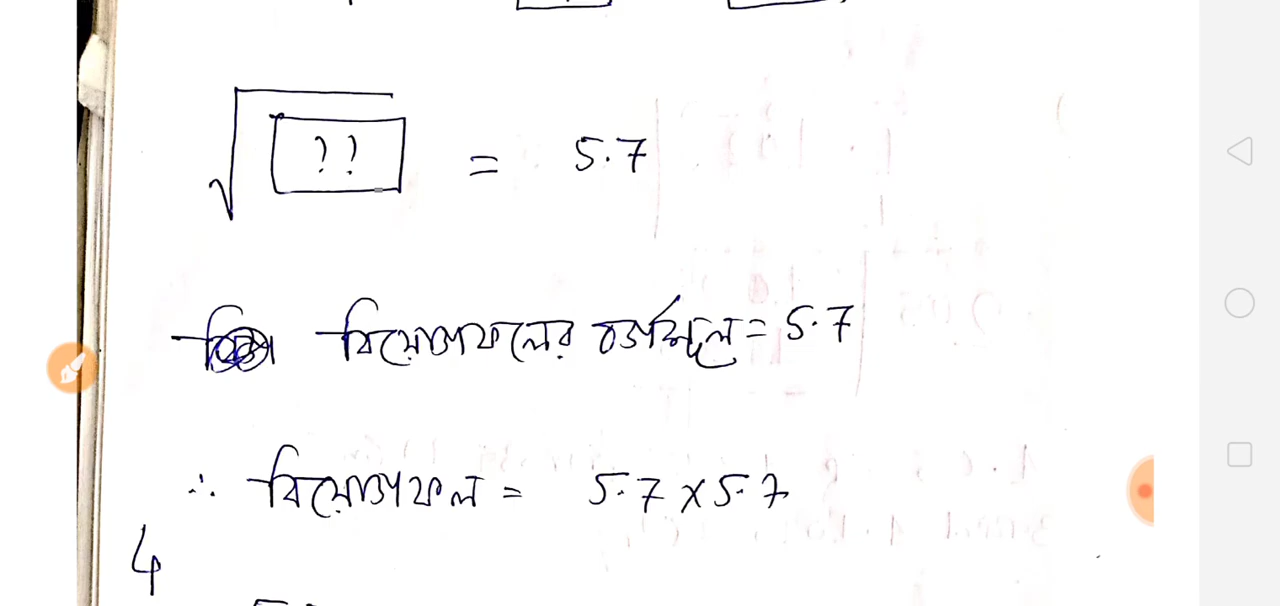 √?? = 5.7
বিয়োগফলের বর্গমূল = 5.7
∴ বিয়োগফল = 5.7 × 5.7
4